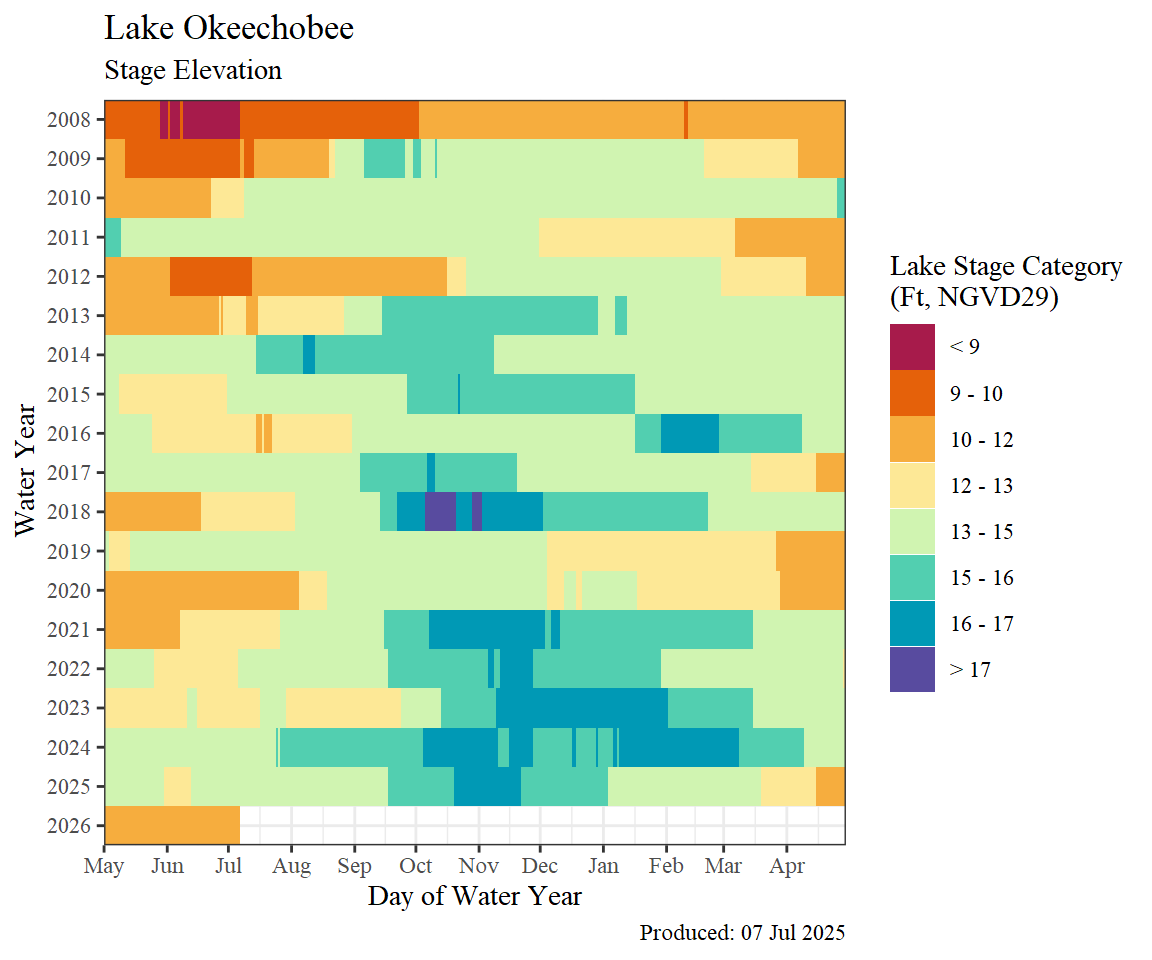 Lake Okeechobee
Stage Elevation
Water Year
2008
2009
2010
2011
2012
2013
2014
2015
2016
2017
2018
2019
2020
2021
2022
2023
2024
2025
2026
May Jun Jul Aug Sep Oct Nov Dec Jan Feb Mar Apr
Day of Water Year
Lake Stage Category
(Ft, NGVD29)
< 9
9 - 10
10 - 12
12 - 13
13 - 15
15 - 16
16 - 17
> 17
Produced: 07 Jul 2025